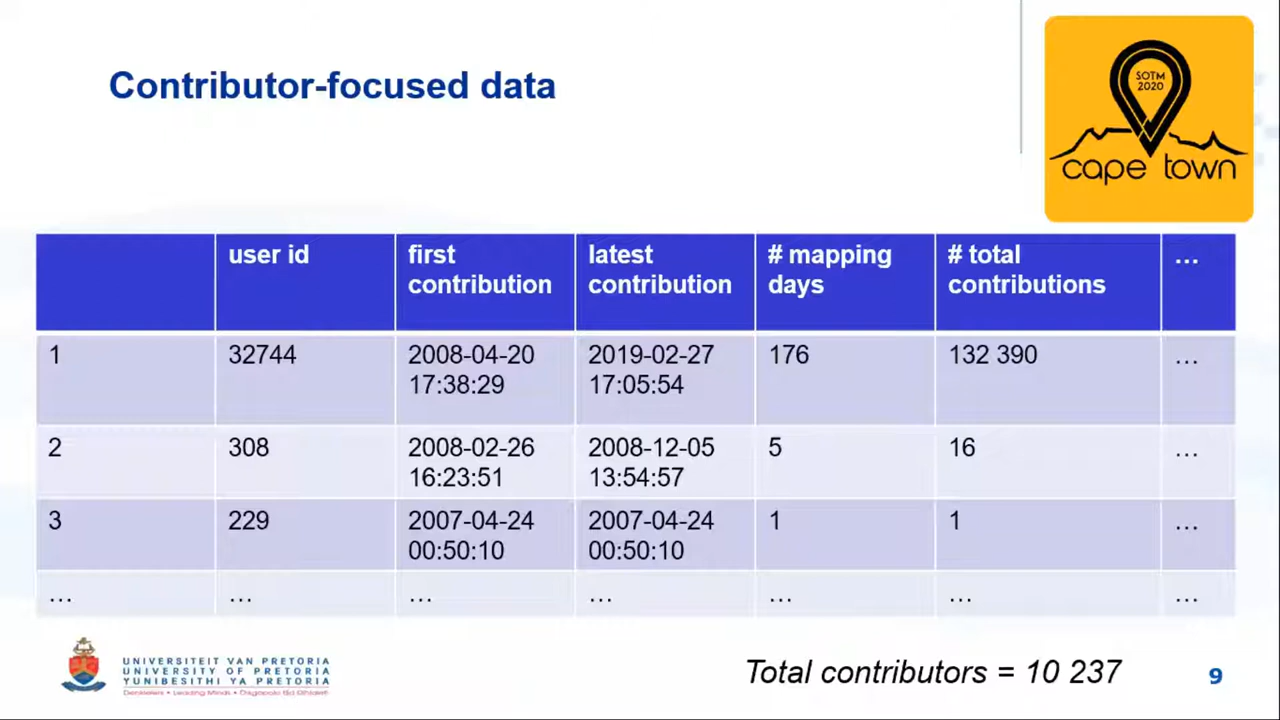 Contributor-focused data
SOTM
2020
cape town
user id
first
contribution
latest
contribution
# mapping
days
# total
contributions
…
1
32744
2008-04-20
17:38:29
2019-02-27
17:05:54
176
132 390
…
2
308
2008-02-26
16:23:51
2008-12-05
13:54:57
5
16
…
3
229
2007-04-24
00:50:10
2007-04-24
00:50:10
1
1
…
…
…
…
…
…
…
…
UNIVERSITEIT VAN PRETORIA
UNIVERSITY OF PRETORIA
YUNIBESITHI YA PRETORIA
Leading Minds
Total contributors = 10 237
9